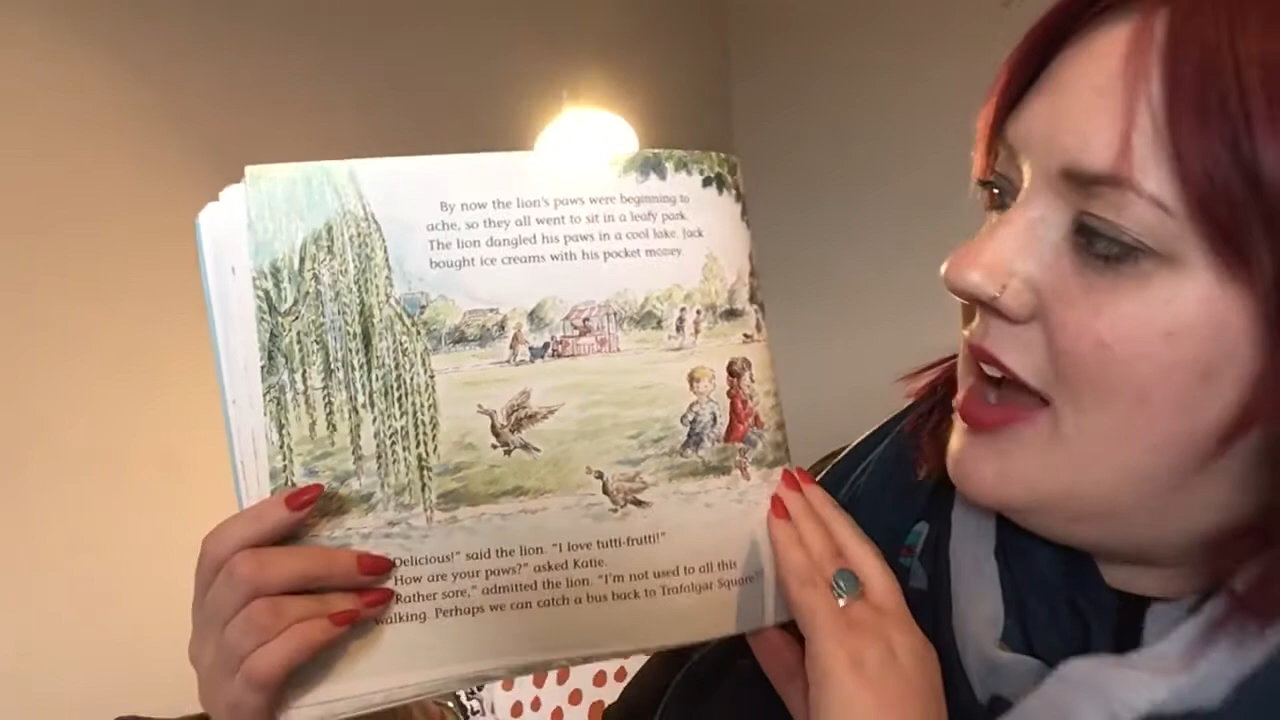 By now the lion's paws were beginning to
ache, so they all went to sit in a leafy park.
The lion dangled his paws in a cool lake. Jack
bought ice creams with his pocket money.
Delicious!" said the lion. "I love tutti-frutti!"
"How are your paws?" asked Katie.
"Rather sore," admitted the lion. "I'm not used to all this
walking. Perhaps we can catch a bus back to Trafalgar Square?"